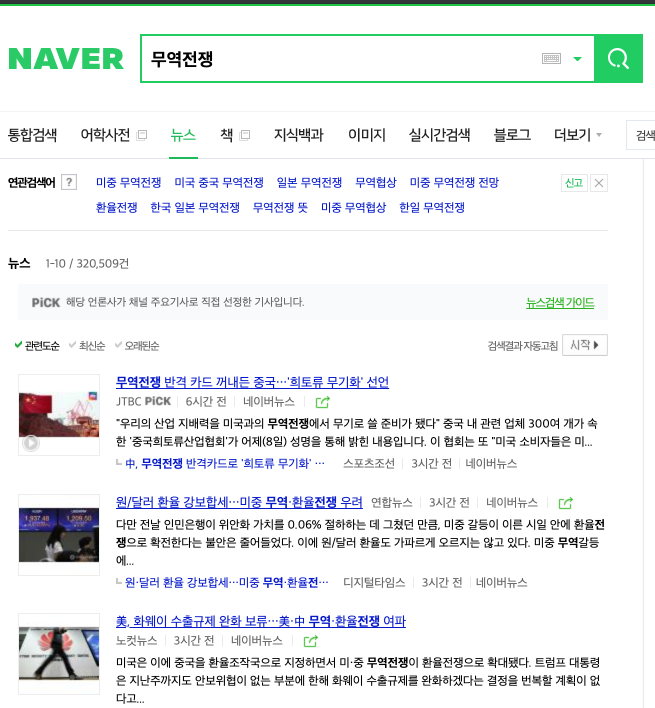 NAVER
무역전쟁
통합검색 어학사전 뉴스 책 지식백과 이미지 실시간검색 블로그 더보기 검색
연관검색어 ? 미중 무역전쟁 미국 중국 무역전쟁 일본 무역전쟁 무역협상 미중 무역전쟁 전망 신고
환율전쟁 한국 일본 무역전쟁 무역전쟁 뜻 미중 무역협상 한일 무역전쟁
뉴스 1-10 / 320,509건
PiCK 해당 언론사가 채널 주요기사로 직접 선정한 기사입니다. 뉴스검색 가이드
관련도순 최신순 오래된순 검색결과 자동고침 시작
무역전쟁 반격 카드 꺼내든 중국…'희토류 무기화' 선언
JTBC PiCK 6시간 전 네이버뉴스
"우리의 산업 지배력을 미국과의 무역전쟁에서 무기로 쓸 준비가 됐다" 중국 내 관련 업체 300여 개가 속
한 '중국희토류산업협회'가 어제(8일) 성명을 통해 밝힌 내용입니다. 이 협회는 또 "미국 소비자들은 미...
中, 무역전쟁 반격카드로 '희토류 무기화' … 스포츠조선 3시간 전 네이버뉴스
원/달러 환율 강보합세…미중 무역·환율전쟁 우려 연합뉴스 3시간 전 네이버뉴스
1,937.48 1,209.50
다만 전날 인민은행이 위안화 가치를 0.06% 절하하는 데 그쳤던 만큼, 미중 갈등이 이른 시일 안에 환율전
쟁으로 확전한다는 불안은 줄어들었다. 이에 원/달러 환율도 가파르게 오르지는 않고 있다. 미중 무역갈등
에...
원·달러 환율 강보합세…미중 무역·환율전… 디지털타임스 3시간 전 네이버뉴스
美, 화웨이 수출규제 완화 보류…美·中 무역·환율전쟁 여파
노컷뉴스 3시간 전 네이버뉴스
미국은 이에 중국을 환율조작국으로 지정하면서 미·중 무역전쟁이 환율전쟁으로 확대됐다. 트럼프 대통령
은 지난주까지도 안보위협이 없는 부분에 한해 화웨이 수출규제를 완화하겠다는 결정을 번복할 계획이 없
다고...